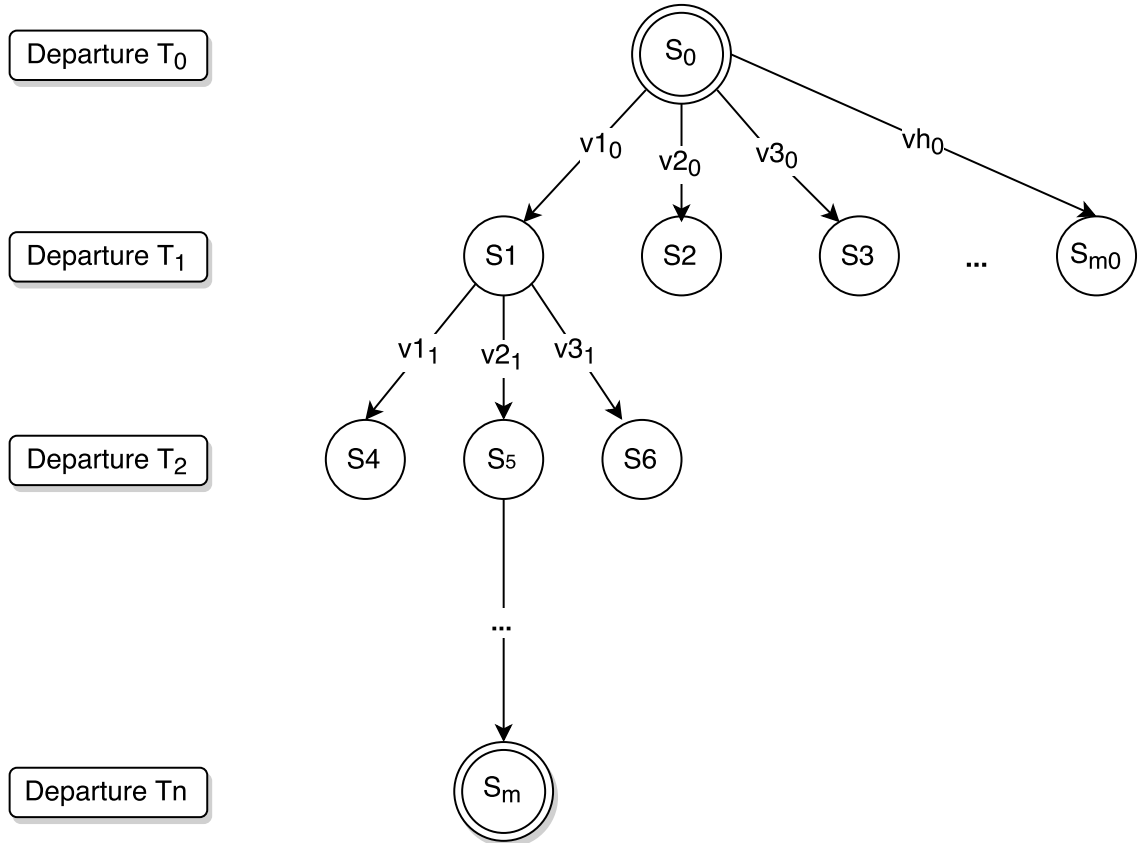 Departure T₀
S₀
v1₀
v2₀
v3₀
vh₀
Departure T₁
S1
S2
S3
...
Sₘ₀
v1₁
v2₁
v3₁
Departure T₂
S4
S₅
S6
...
Departure Tn
Sₘ